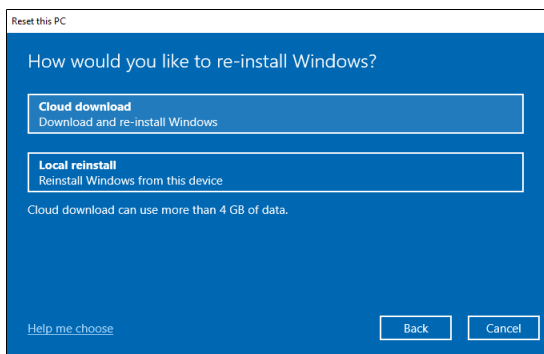 Reset this PC
How would you like to re-install Windows?
Cloud download
Download and re-install Windows
Local reinstall
Reinstall Windows from this device
Cloud download can use more than 4 GB of data.
Help me choose
Back
Cancel